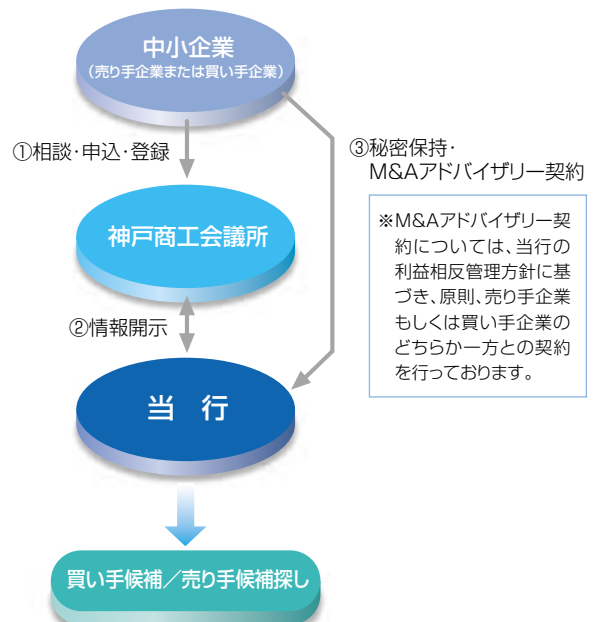 中小企業
（売り手企業または買い手企業）
①相談・申込・登録
③秘密保持・
M&Aアドバイザリー契約
※M&Aアドバイザリー契
約については、当行の
利益相反管理方針に基
づき、原則、売り手企業
もしくは買い手企業の
どちらか一方との契約
を行っております。
神戸商工会議所
②情報開示
当　行
買い手候補／売り手候補探し